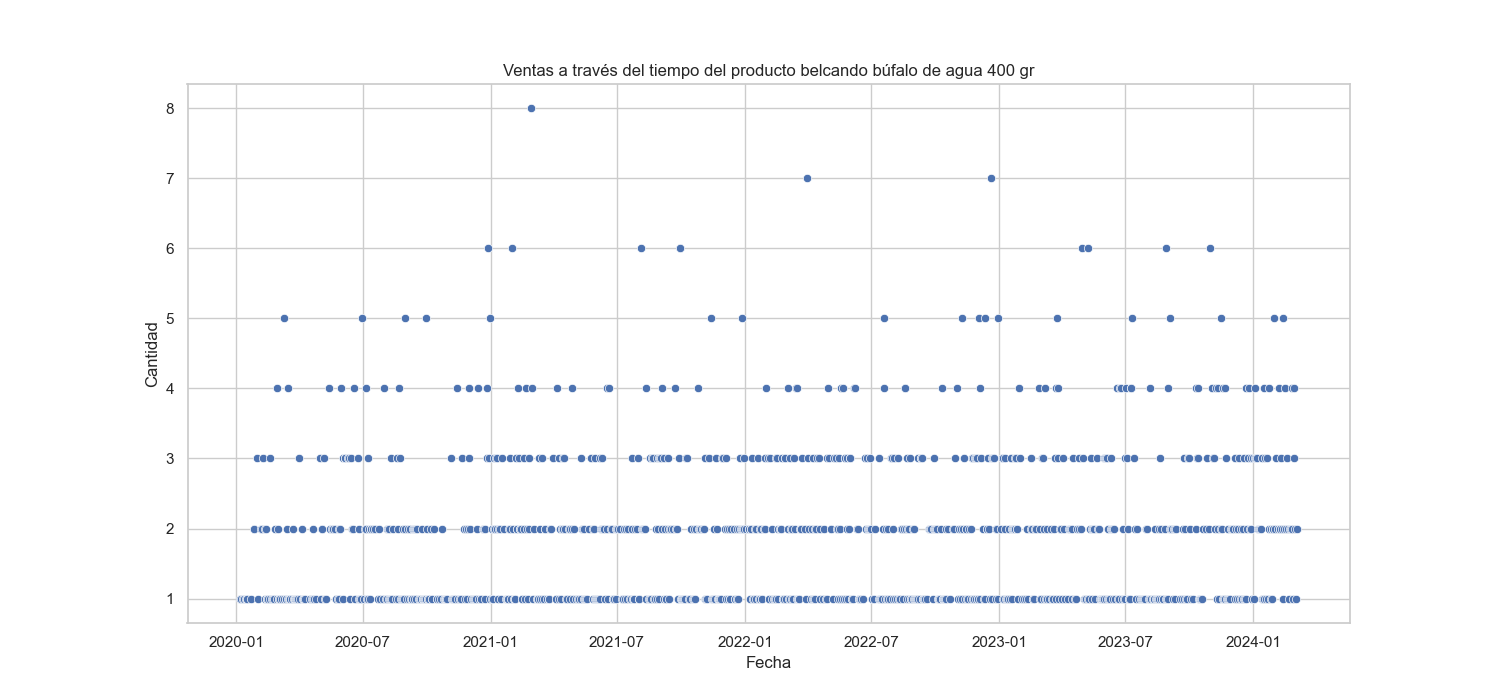 Ventas a través del tiempo del producto belcando búfalo de agua 400 gr
8
7
6
5
4
3
2
1
Cantidad
2020-01 2020-07 2021-01 2021-07 2022-01 2022-07 2023-01 2023-07 2024-01
Fecha